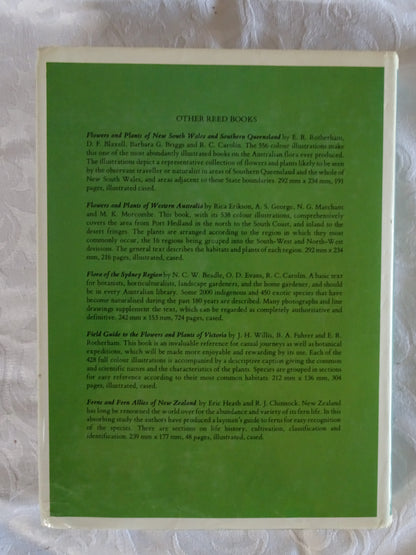 OTHER REED BOOKS
Flowers and Plants of New South Wales and Southern Queensland by E. R. Rotherham,
D. F. Blaxell, Barbara G. Briggs and R. C. Carolin. The 556 colour illustrations make
this one of the most abundantly illustrated books on the Australian flora ever produced.
The illustrations depict a representative collection of flowers and plants likely to be seen
by the observant traveller or naturalist in areas of Southern Queensland and the whole of
New South Wales, and areas adjacent to these State boundaries. 292 mm x 234 mm, 191
pages, illustrated, cased.
Flowers and Plants of Western Australia by Rica Erikson, A. S. George, N. G. Marchant
and M. K. Morcombe. This book, with its 538 colour illustrations, comprehensively
covers the area from Port Hedland in the north to the South Coast, and inland to the
desert fringes. The plants are arranged according to the region in which they most
commonly occur, the 16 regions being grouped into the South-West and North-West
divisions. The general text describes the habitats and plants of each region. 292 mm x 234
mm, 216 pages, illustrated, cased.
Flora of the Sydney Region by N. C. W. Beadle, O. D. Evans, R. C. Carolin. A basic text
for botanists, horticulturalists, landscape gardeners, and the home gardener, and should
be in every Australian library. Some 2000 indigenous and 450 exotic species that have
become naturalised during the past 180 years are described. Many photographs and line
drawings supplement the text, which can be regarded as completely authoritative and
definitive. 242 mm x 153 mm, 724 pages, cased.
Field Guide to the Flowers and Plants of Victoria by J. H. Willis, B. A. Fuhrer and E. R.
Rotherham. This book is an invaluable reference for casual journeys as well as botanical
expeditions, which will be made more enjoyable and rewarding by its use. Each of the
428 full colour illustrations is accompanied by a descriptive caption giving the common
and scientific names and the characteristics of the plants. Species are grouped in sections
for easy reference according to their most common habitats. 212 mm x 136 mm, 304
pages, illustrated, cased.
Ferns and Fern Allies of New Zealand by Eric Heath and R. J. Chinnock. New Zealand
has long been renowned the world over for the abundance and variety of its fern life. In this
absorbing study the authors have produced a layman's guide to ferns for easy recognition
of the species. There are sections on life history, cultivation, classification and
identification. 239 mm x 177 mm, 48 pages, illustrated, cased.